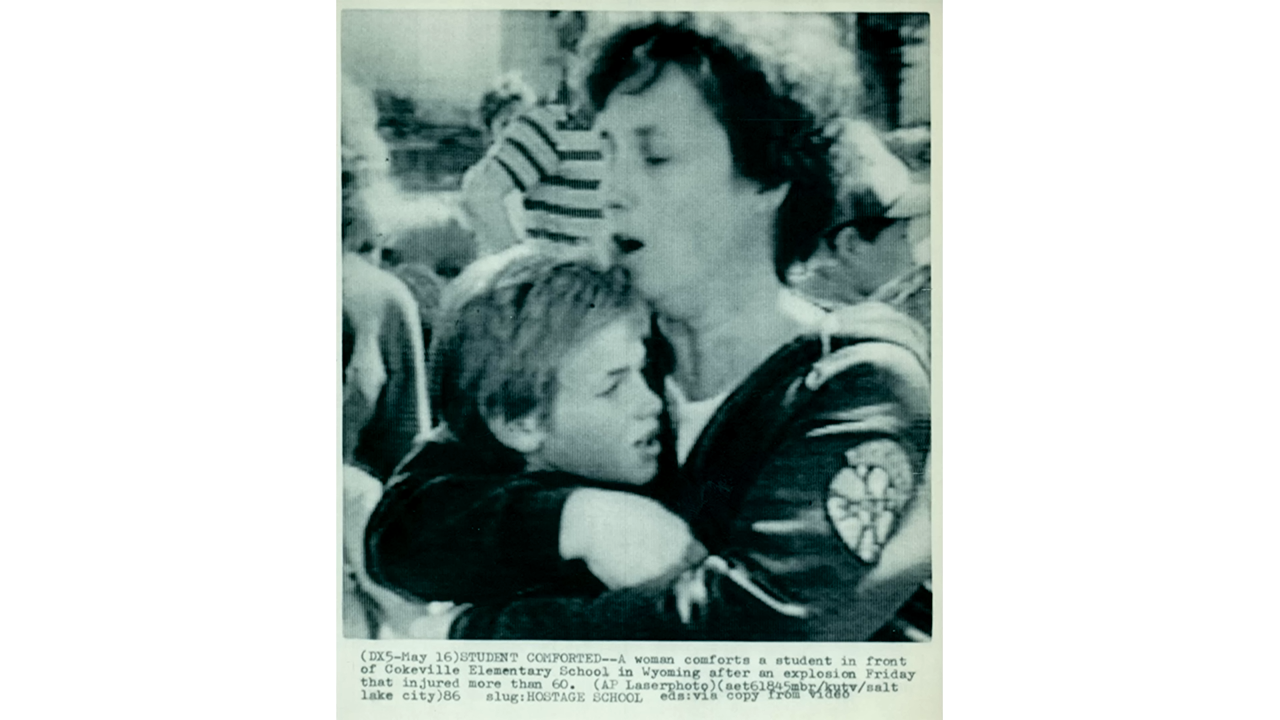 (DX5-May 16)STUDENT COMFORTED--A woman comforts a student in front
of Cokeville Elementary School in Wyoming after an explosion Friday
that injured more than 60.  (AP Laserphoto)(aet61845mbr/kutv/salt
lake city)86   slug:HOSTAGE SCHOOL  eds:via copy from video